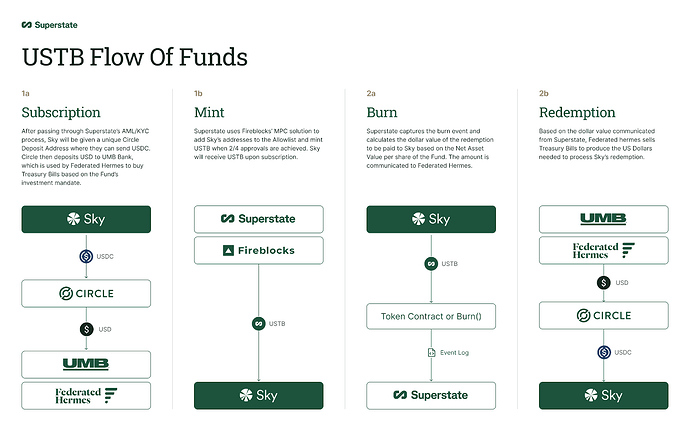 Superstate
USTB Flow Of Funds
1a
Subscription
After passing through Superstate's AML/KYC
process, Sky will be given a unique Circle
Deposit Address where they can send USDC.
Circle then deposits USD to UMB Bank,
which is used by Federated Hermes to buy
Treasury Bills based on the Fund's
investment mandate.
Sky
USDC
CIRCLE
USD
UMB
Federated
Hermes
1b
Mint
Superstate uses Fireblocks' MPC solution to
add Sky's addresses to the Allowlist and mint
USTB when 2/4 approvals are achieved. Sky
will receive USTB upon subscription.
Superstate
Fireblocks
USTB
Sky
2a
Burn
Superstate captures the burn event and
calculates the dollar value of the redemption
to be paid to Sky based on the Net Asset
Value per share of the Fund. The amount is
communicated to Federated Hermes.
Sky
USTB
Token Contract or Burn()
Event Log
Superstate
2b
Redemption
Based on the dollar value communicated
from Superstate, Federated hermes sells
Treasury Bills to produce the US Dollars
needed to process Sky's redemption.
UMB
Federated
Hermes
USD
CIRCLE
USDC
Sky